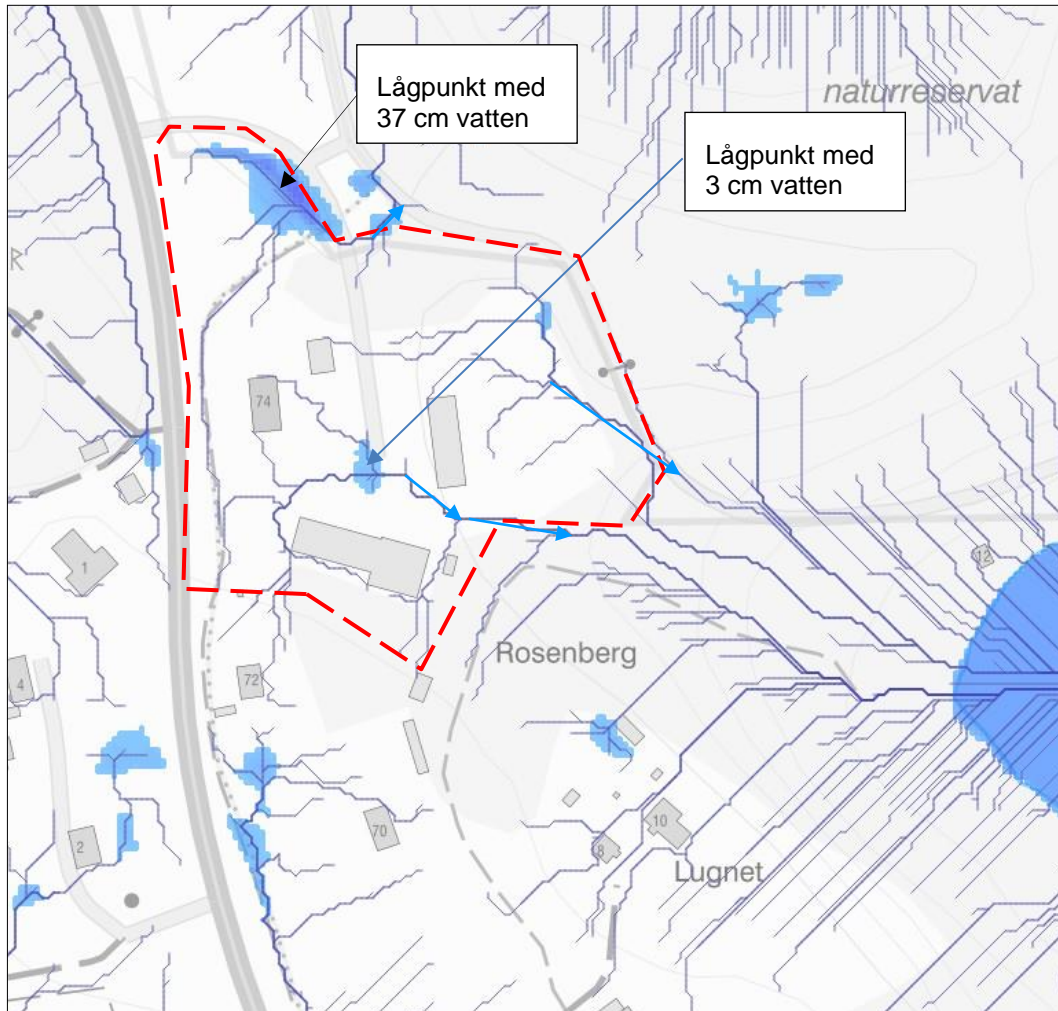 Lågpunkt med
37 cm vatten
naturreservat
Lågpunkt med
3 cm vatten
R
74
1
12
Rosenberg
4
72
2
70
10
8
Lugnet